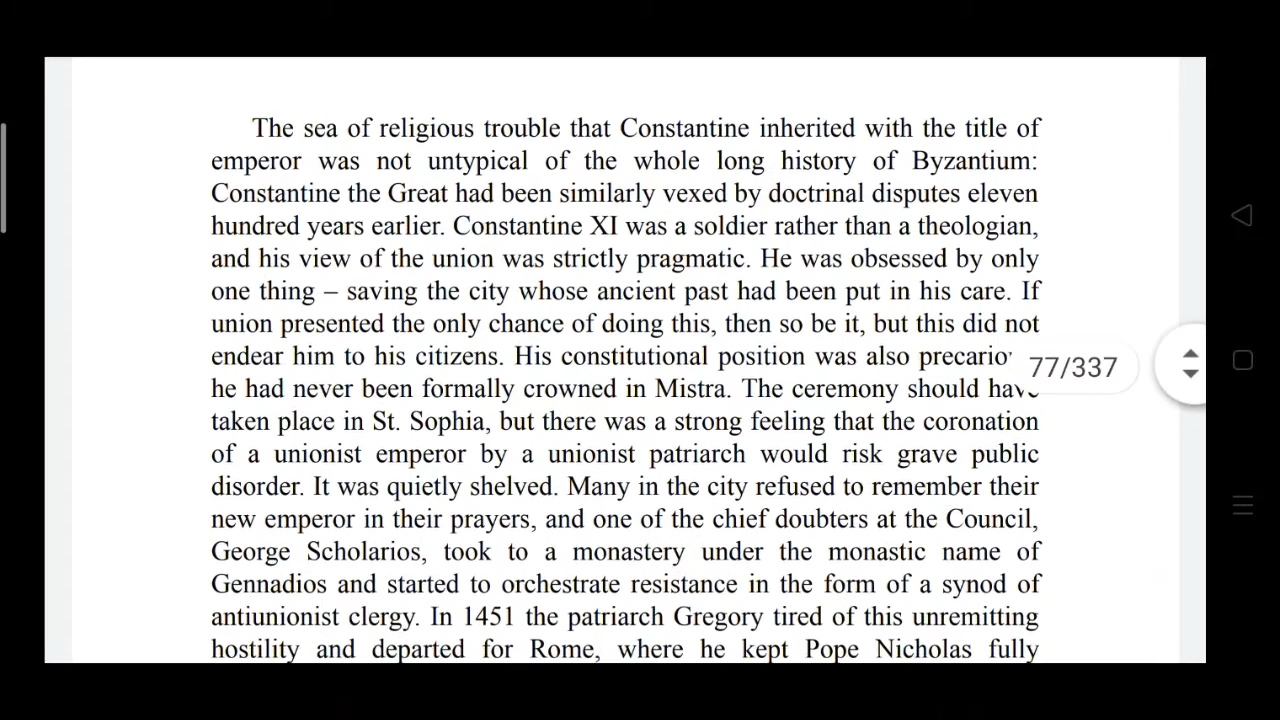 The sea of religious trouble that Constantine inherited with the title of
emperor was not untypical of the whole long history of Byzantium:
Constantine the Great had been similarly vexed by doctrinal disputes eleven
hundred years earlier. Constantine XI was a soldier rather than a theologian,
and his view of the union was strictly pragmatic. He was obsessed by only
one thing – saving the city whose ancient past had been put in his care. If
union presented the only chance of doing this, then so be it, but this did not
endear him to his citizens. His constitutional position was also
77/337
he had never been formally crowned in Mistra. The ceremony should have
taken place in St. Sophia, but there was a strong feeling that the coronation
of a unionist emperor by a unionist patriarch would risk grave public
disorder. It was quietly shelved. Many in the city refused to remember their
new emperor in their prayers, and one of the chief doubters at the Council,
George Scholarios, took to a monastery under the monastic name of
Gennadios and started to orchestrate resistance in the form of a synod of
antiunionist clergy. In 1451 the patriarch Gregory tired of this unremitting
hostility and departed for Rome, where he kept Pope Nicholas fully